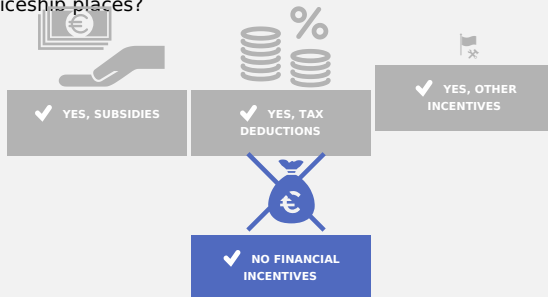 iceship places?
YES, SUBSIDIES
YES, TAX
DEDUCTIONS
YES, OTHER
INCENTIVES
NO FINANCIAL
INCENTIVES